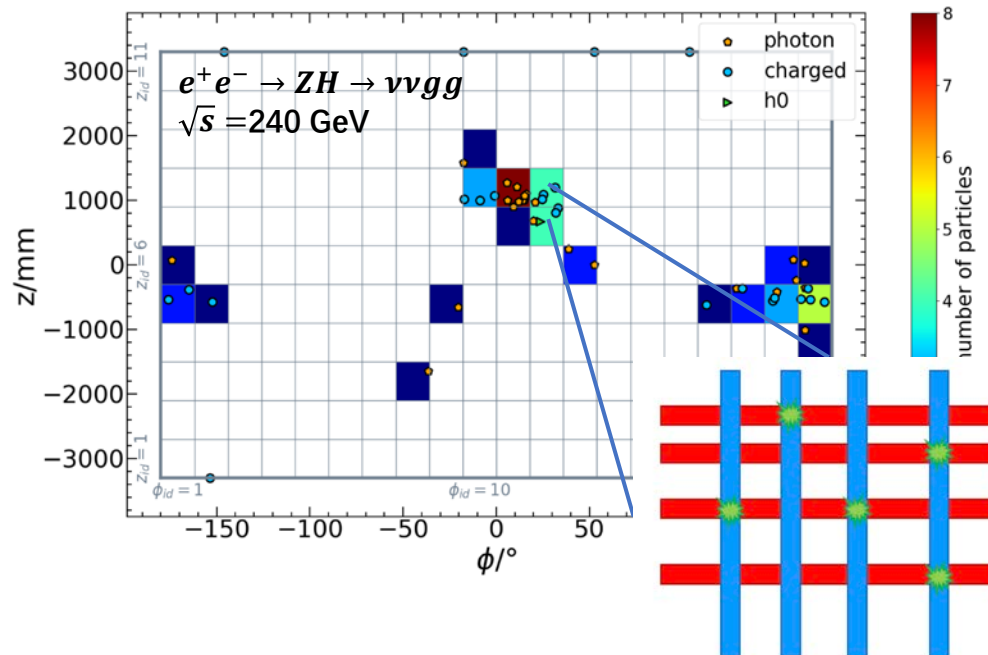 8
3000
photon
z_id = 11
e⁺e⁻ → ZH → ννgg
charged
7
√s =240 GeV
h0
2000
6
1000
number of particles
5
z/mm
0
z_id = 6
4
−1000
−2000
−3000
z_id = 1
ϕ_id = 1
ϕ_id = 10
−150
−100
−50
0
50
ϕ/°